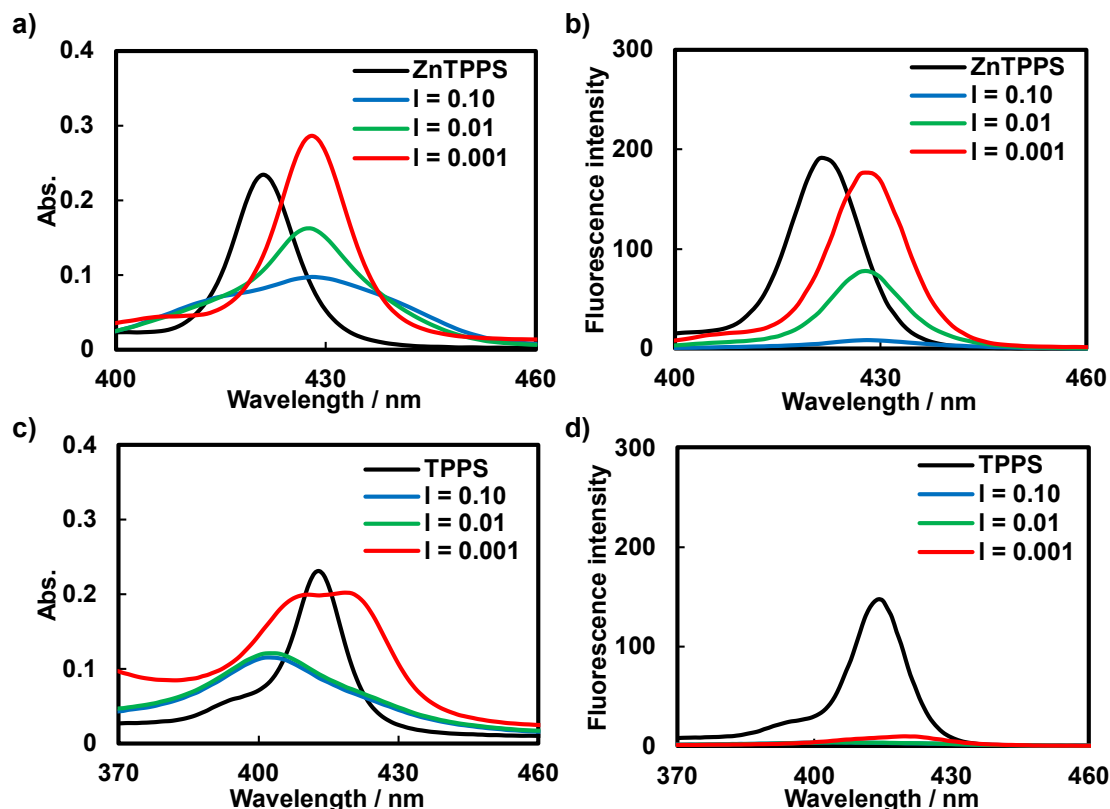 a)
Abs.
0.4
0.3
0.2
0.1
0
400
430
460
Wavelength / nm
ZnTPPS
I = 0.10
I = 0.01
I = 0.001
b)
Fluorescence intensity
300
200
100
0
400
430
460
Wavelength / nm
ZnTPPS
I = 0.10
I = 0.01
I = 0.001
c)
Abs.
0.4
0.3
0.2
0.1
0
370
400
430
460
Wavelength / nm
TPPS
I = 0.10
I = 0.01
I = 0.001
d)
Fluorescence intensity
300
200
100
0
370
400
430
460
Wavelength / nm
TPPS
I = 0.10
I = 0.01
I = 0.001